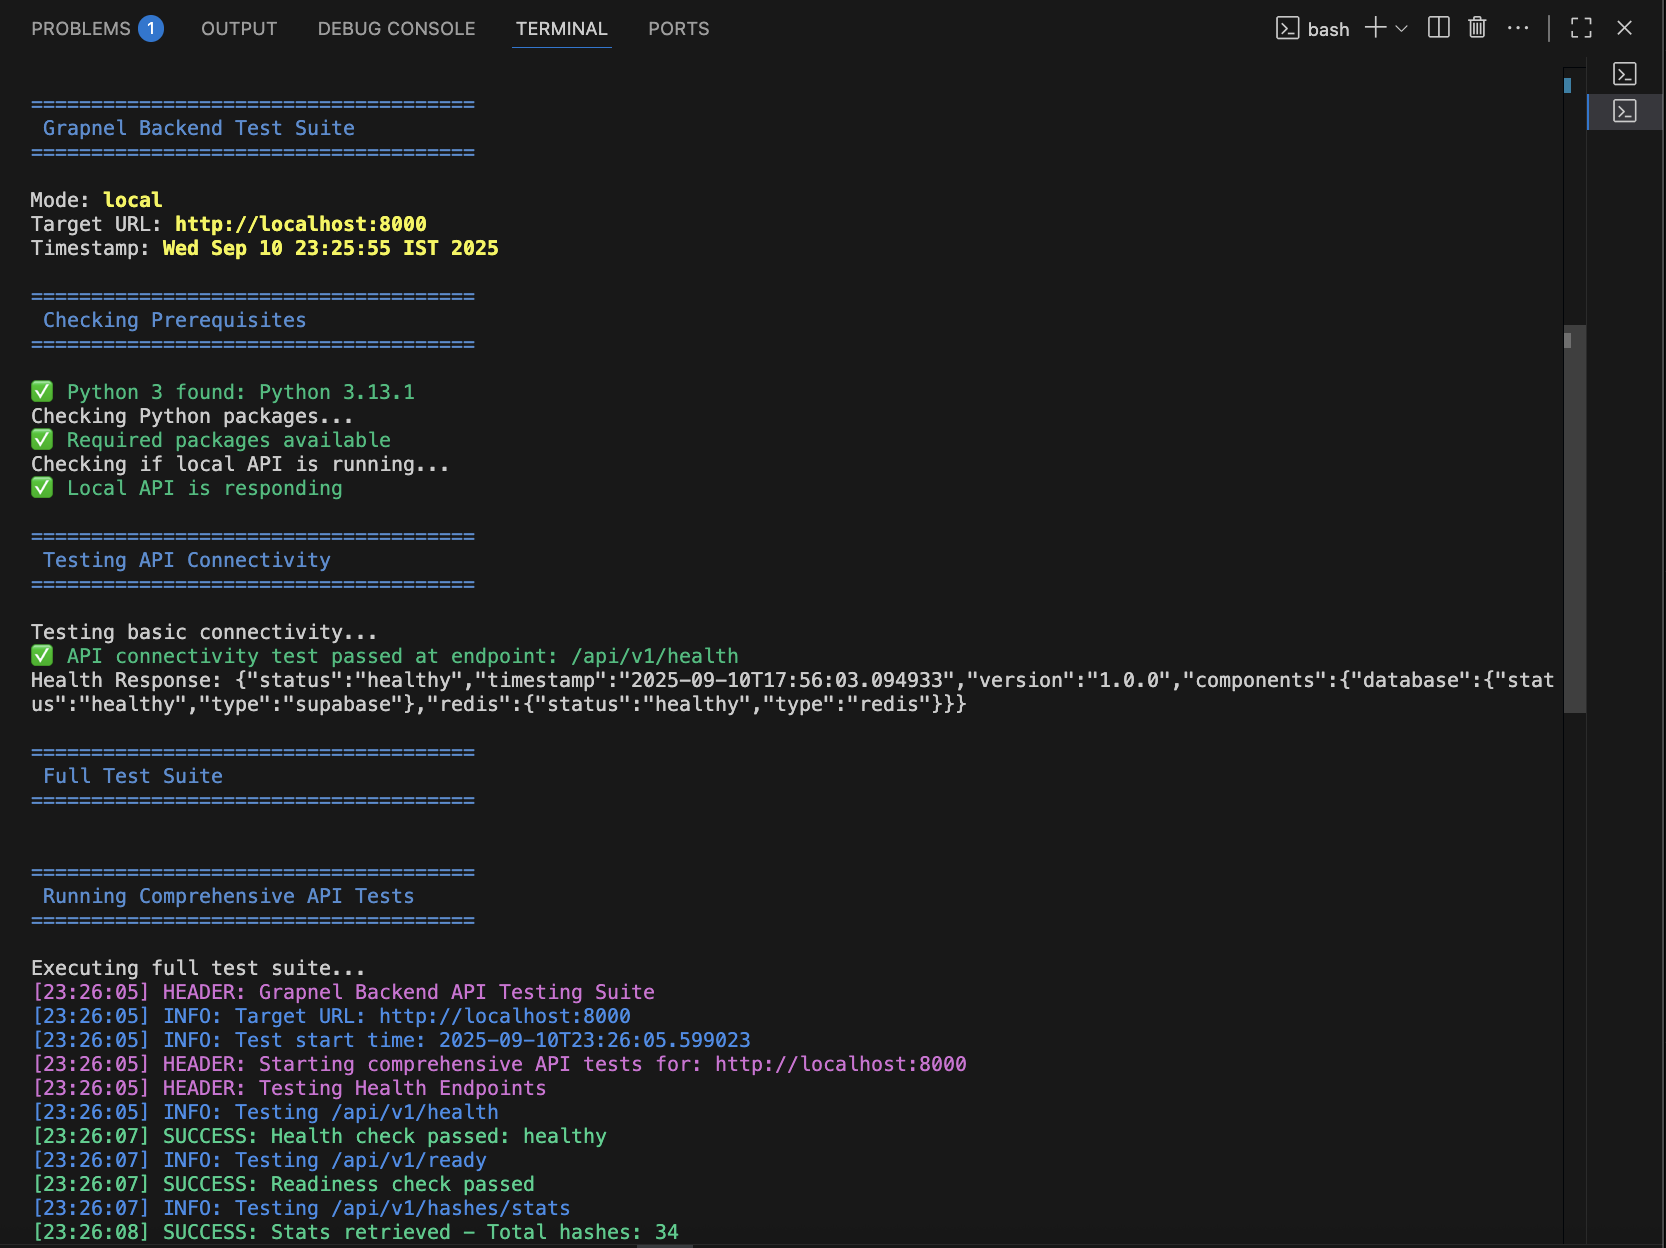 PROBLEMS 1 OUTPUT DEBUG CONSOLE TERMINAL PORTS bash
=====================================
Grapnel Backend Test Suite
=====================================
Mode: local
Target URL: http://localhost:8000
Timestamp: Wed Sep 10 23:25:55 IST 2025
=====================================
Checking Prerequisites
=====================================
✅ Python 3 found: Python 3.13.1
Checking Python packages...
✅ Required packages available
Checking if local API is running...
✅ Local API is responding
=====================================
Testing API Connectivity
=====================================
Testing basic connectivity...
✅ API connectivity test passed at endpoint: /api/v1/health
Health Response: {"status":"healthy","timestamp":"2025-09-10T17:56:03.094933","version":"1.0.0","components":{"database":{"stat
us":"healthy","type":"supabase"},"redis":{"status":"healthy","type":"redis"}}}
=====================================
Full Test Suite
=====================================
=====================================
Running Comprehensive API Tests
=====================================
Executing full test suite...
[23:26:05] HEADER: Grapnel Backend API Testing Suite
[23:26:05] INFO: Target URL: http://localhost:8000
[23:26:05] INFO: Test start time: 2025-09-10T23:26:05.599023
[23:26:05] HEADER: Starting comprehensive API tests for: http://localhost:8000
[23:26:05] HEADER: Testing Health Endpoints
[23:26:05] INFO: Testing /api/v1/health
[23:26:07] SUCCESS: Health check passed: healthy
[23:26:07] INFO: Testing /api/v1/ready
[23:26:07] SUCCESS: Readiness check passed
[23:26:07] INFO: Testing /api/v1/hashes/stats
[23:26:08] SUCCESS: Stats retrieved – Total hashes: 34